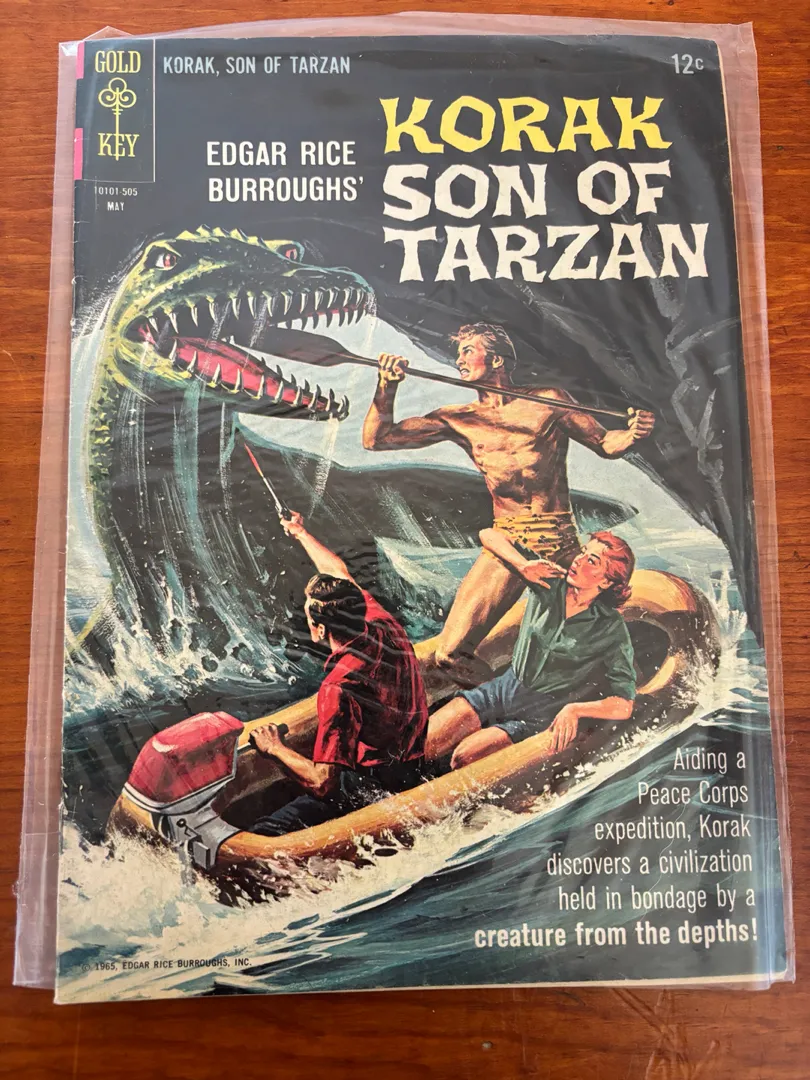 GOLD
KEY
KORAK, SON OF TARZAN
12c
10101-505
MAY
EDGAR RICE
BURROUGHS'
KORAK
SON OF
TARZAN
Aiding a
Peace Corps
expedition, Korak
discovers a civilization
held in bondage by a
creature from the depths!
© 1965, EDGAR RICE BURROUGHS, INC.